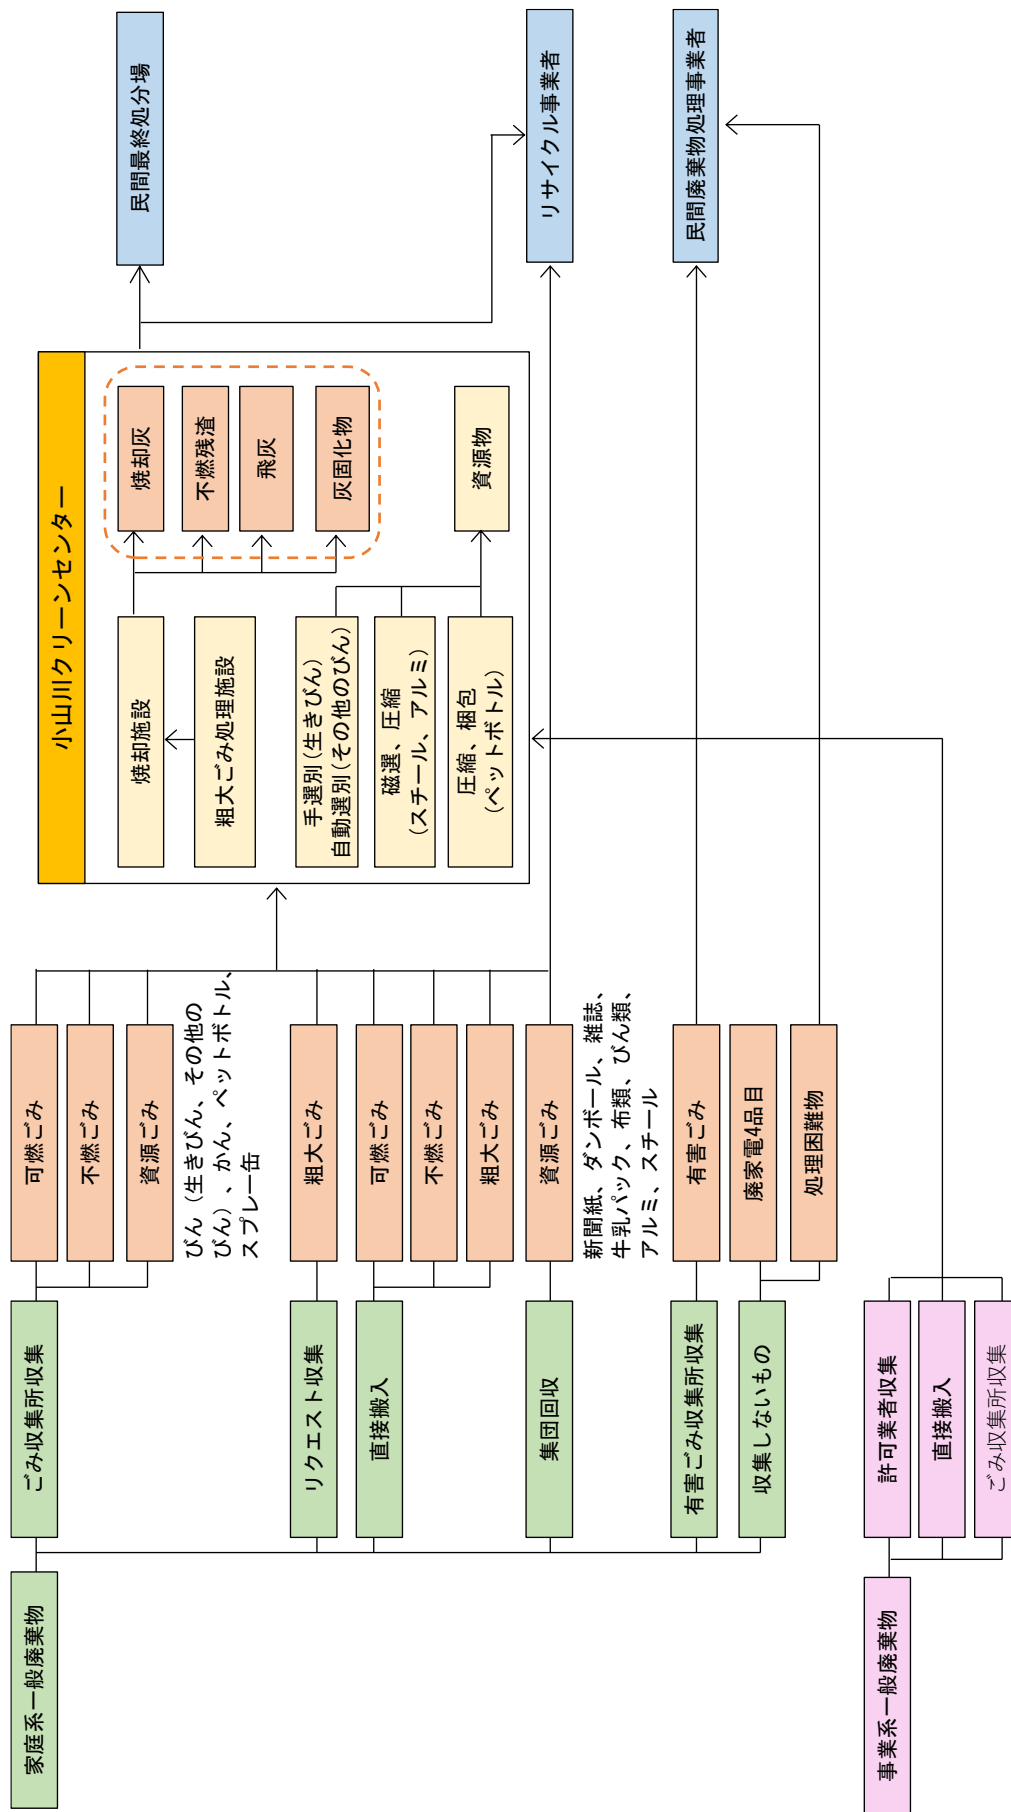 家庭系一般廃棄物
ごみ収集所収集
可燃ごみ
不燃ごみ
資源ごみ
びん（生きびん、その他の
びん）、かん、ペットボトル、
スプレー缶
リクエスト収集
粗大ごみ
直接搬入
可燃ごみ
不燃ごみ
粗大ごみ
集団回収
資源ごみ
新聞紙、ダンボール、雑誌、
牛乳パック、布類、びん類、
アルミ、スチール
有害ごみ収集所収集
有害ごみ
収集しないもの
廃家電4品目
処理困難物
事業系一般廃棄物
許可業者収集
直接搬入
ごみ収集所収集
小山川クリーンセンター
焼却施設
粗大ごみ処理施設
手選別(生きびん)
自動選別(その他のびん)
磁選、圧縮
(スチール、アルミ)
圧縮、梱包
(ペットボトル)
焼却灰
不燃残渣
飛灰
灰固化物
資源物
民間最終処分場
リサイクル事業者
民間廃棄物処理事業者